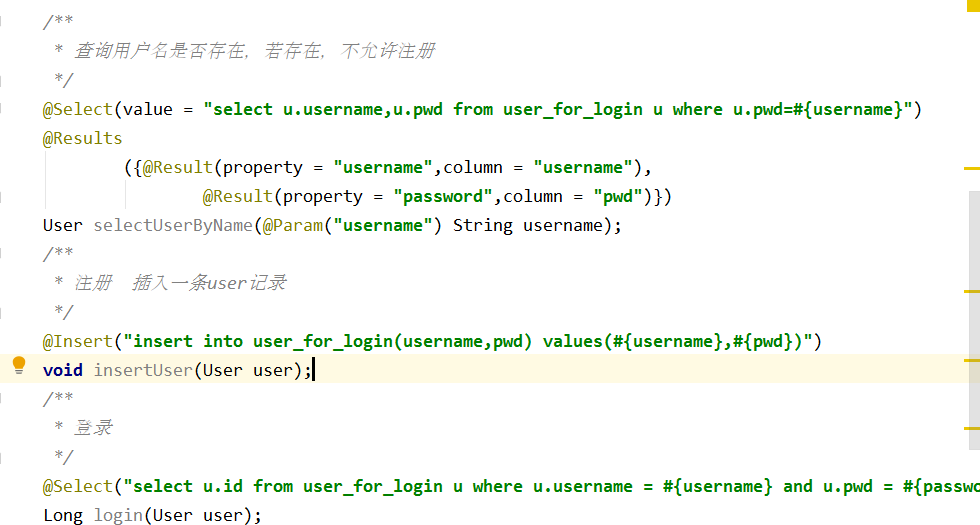 /**
* 查询用户名是否存在, 若存在, 不允许注册
*/
@Select(value = "select u.username,u.pwd from user_for_login u where u.pwd=#{username}")
@Results
({@Result(property = "username",column = "username"),
@Result(property = "password",column = "pwd")})
User selectUserByName(@Param("username") String username);
/**
* 注册 插入一条user记录
*/
@Insert("insert into user_for_login(username,pwd) values(#{username},#{pwd})")
void insertUser(User user);
/**
* 登录
*/
@Select("select u.id from user_for_login u where u.username = #{username} and u.pwd = #{passwo
Long login(User user);